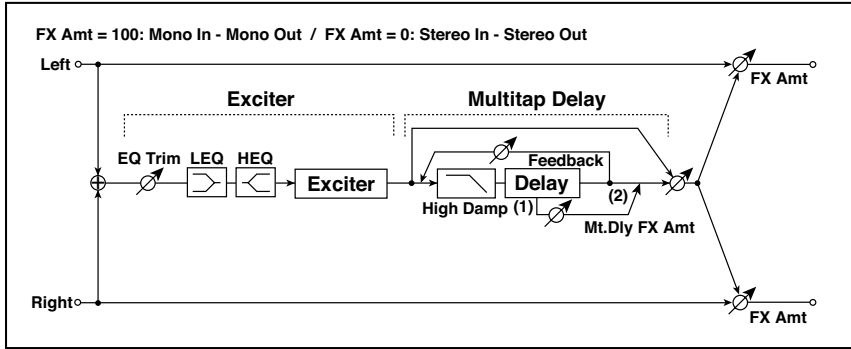 FX Amt = 100: Mono In - Mono Out / FX Amt = 0: Stereo In - Stereo Out
Left
FX Amt
Exciter
Multitap Delay
EQ Trim
LEQ
HEQ
Feedback
Exciter
Delay
High Damp
(1)
(2)
Mt.Dly FX Amt
Right
FX Amt